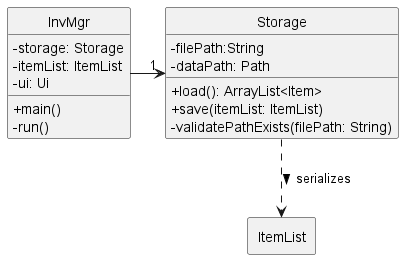 InvMgr
-storage: Storage
-itemList: ItemList
-ui: Ui
+main()
-run()
1
Storage
-filePath:String
-dataPath: Path
+load(): ArrayList<Item>
+save(itemList: ItemList)
-validatePathExists(filePath: String)
serializes
ItemList